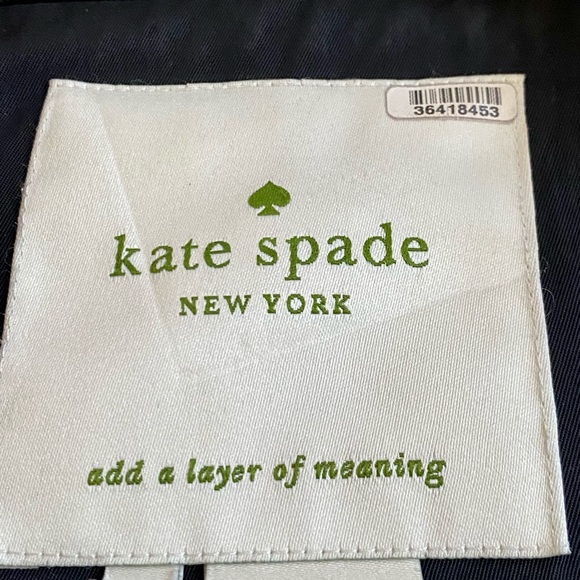 36418453
kate spade
NEW YORK
add a layer of meaning